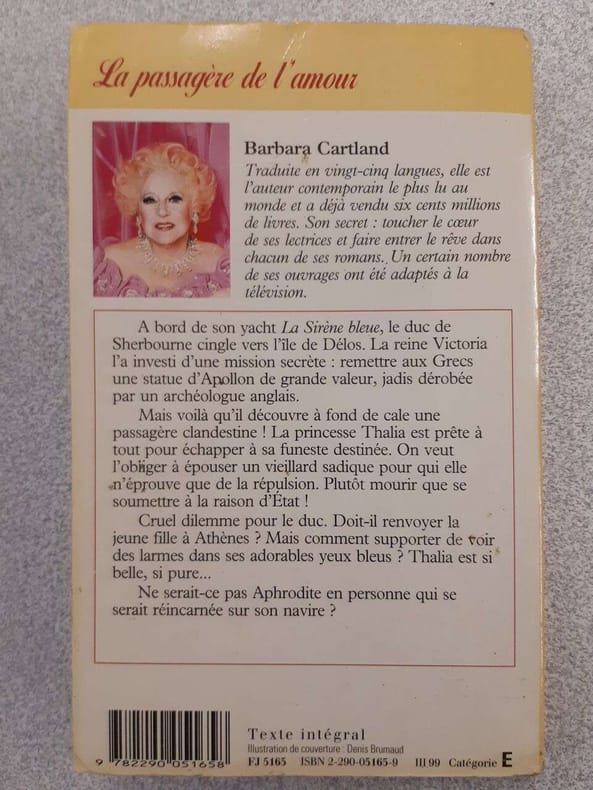 La passagère de l'amour
Barbara Cartland
Traduite en vingt-cinq langues, elle est
l'auteur contemporain le plus lu au
monde et a déjà vendu six cents millions
de livres. Son secret : toucher le cœur
de ses lectrices et faire entrer le rêve dans
chacun de ses romans. Un certain nombre
de ses ouvrages ont été adaptés à la
télévision.
A bord de son yacht La Sirène bleue, le duc de
Sherbourne cingle vers l'île de Délos. La reine Victoria
l'a investi d'une mission secrète : remettre aux Grecs
une statue d'Apollon de grande valeur, jadis dérobée
par un archéologue anglais.
Mais voilà qu'il découvre à fond de cale une
passagère clandestine ! La princesse Thalia est prête à
tout pour échapper à sa funeste destinée. On veut
l'obliger à épouser un vieillard sadique pour qui elle
n'éprouve que de la répulsion. Plutôt mourir que se
soumettre à la raison d'État !
Cruel dilemme pour le duc. Doit-il renvoyer la
jeune fille à Athènes ? Mais comment supporter de voir
des larmes dans ses adorables yeux bleus ? Thalia est si
belle, si pure...
Ne serait-ce pas Aphrodite en personne qui se
serait réincarnée sur son navire ?
Texte intégral
Illustration de couverture : Denis Brumaud
FJ 5165 ISBN 2-290-05165-9 III 99 Catégorie E
9 782290 051658